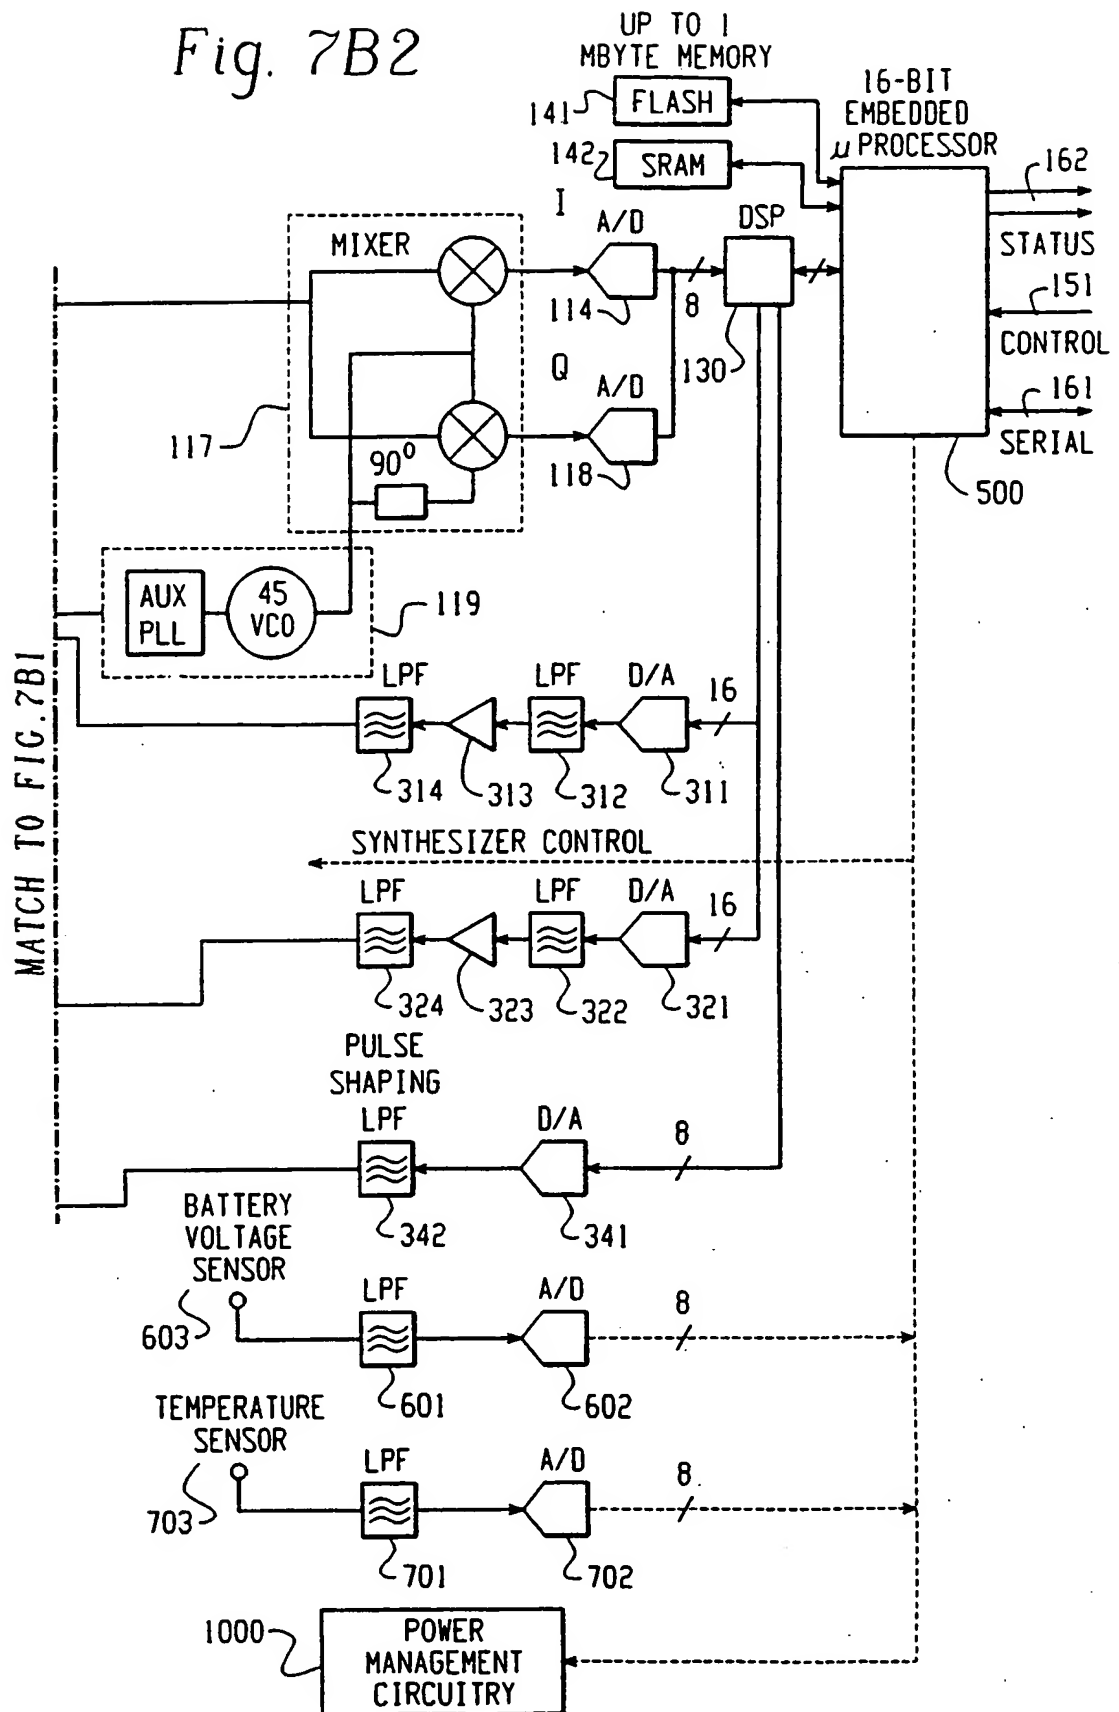 Fig. 7B2
UP TO 1
MBYTE MEMORY
141
FLASH
142
SRAM
16-BIT
EMBEDDED
µ PROCESSOR
162
STATUS
151
CONTROL
161
SERIAL
500
I
A/D
DSP
MIXER
114
8
130
Q
A/D
118
117
90°
AUX
PLL
45
VCO
119
MATCH TO FIG.7B1
LPF
LPF
D/A
16
314
313
312
311
SYNTHESIZER CONTROL
LPF
LPF
D/A
16
324
323
322
321
PULSE
SHAPING
LPF
D/A
8
342
341
BATTERY
VOLTAGE
SENSOR
603
LPF
A/D
8
601
602
TEMPERATURE
SENSOR
703
LPF
A/D
8
701
702
1000
POWER
MANAGEMENT
CIRCUITRY